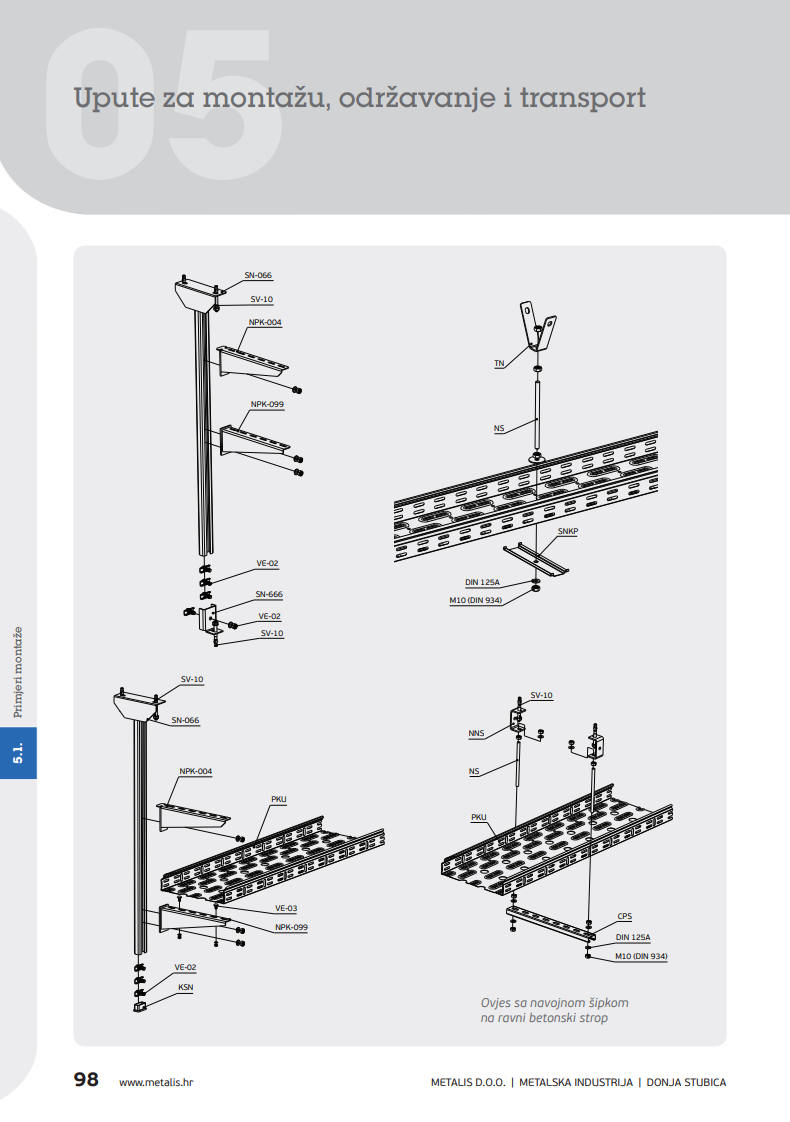 05
Upute za montažu, održavanje i transport
SN-066
SV-10
NPK-004
NPK-099
VE-02
SN-666
VE-02
SV-10
TN
NS
SNKP
DIN 125A
M10 (DIN 934)
SV-10
SN-066
NPK-004
PKU
VE-03
NPK-099
VE-02
KSN
SV-10
NNS
NS
PKU
CPS
DIN 125A
M10 (DIN 934)
Ovjes sa navojnom šipkom
na ravni betonski strop
Primjeri montaže
5.1.
98 www.metalis.hr
METALIS D.O.O. | METALSKA INDUSTRIJA | DONJA STUBICA